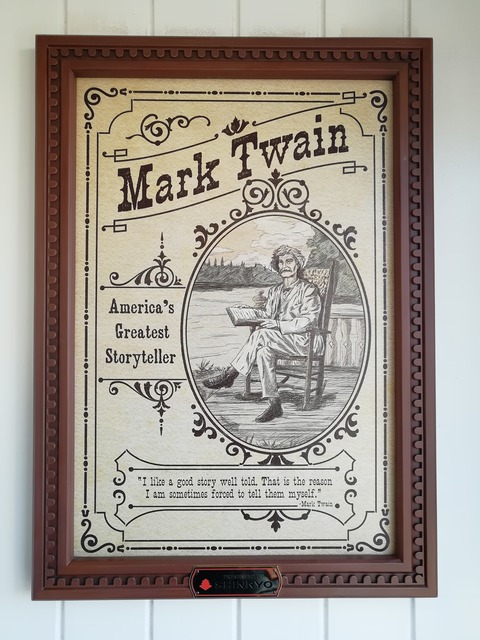 Mark Twain
America's
Greatest
Storyteller
"I like a good story well told. That is the reason
I am sometimes forced to tell them myself."
-Mark Twain
SHINKYO